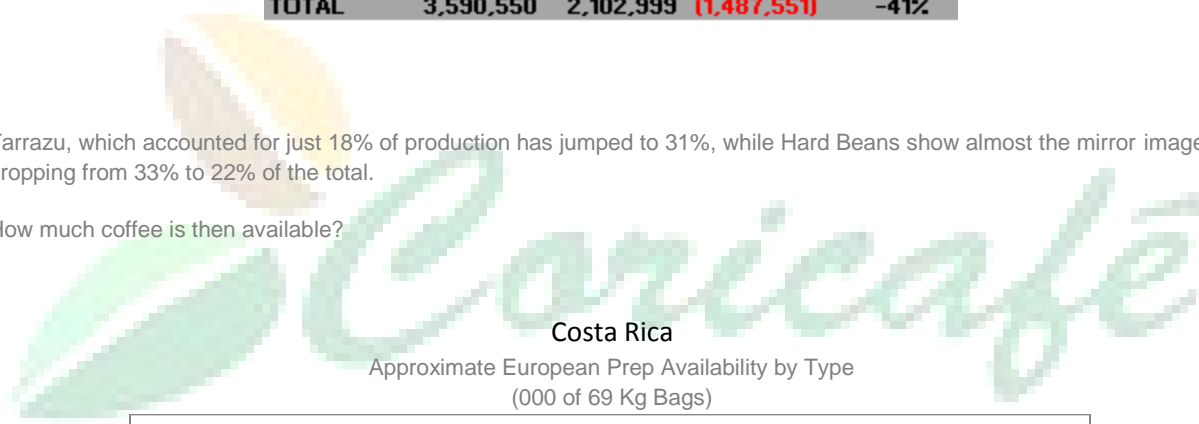 TOTAL 3,590,550 2,102,999 (1,487,551) -41%
Tarrazu, which accounted for just 18% of production has jumped to 31%, while Hard Beans show almost the mirror image
ropping from 33% to 22% of the total.
How much coffee is then available?
Coricafé
Costa Rica
Approximate European Prep Availability by Type
(000 of 69 Kg Bags)